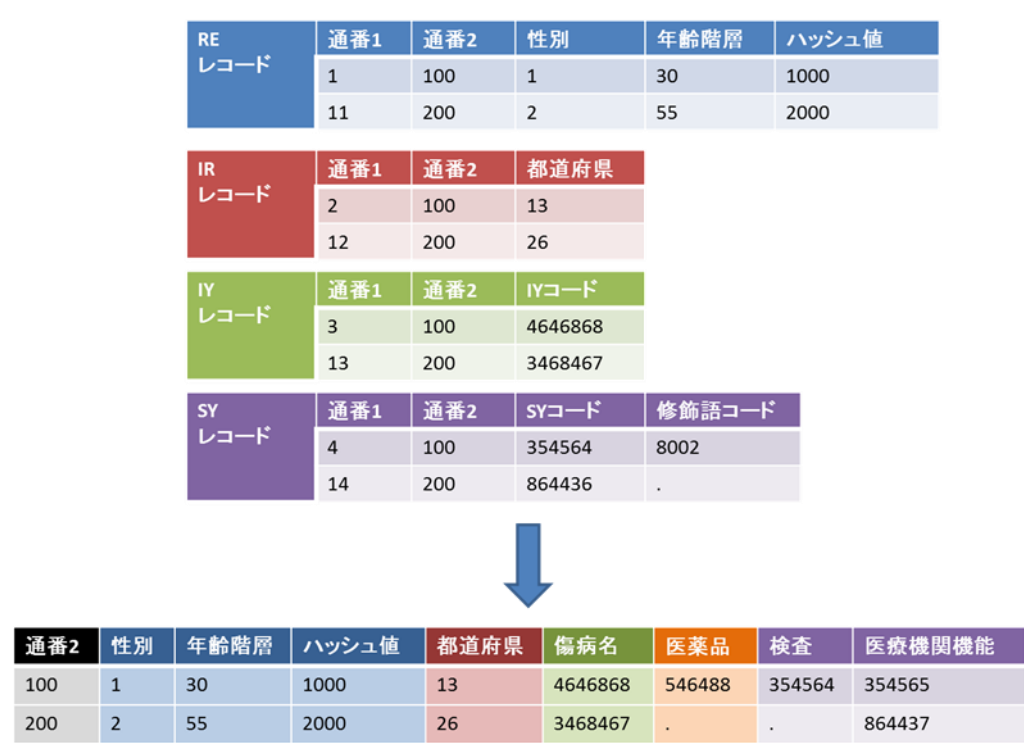 RE レコード 通番1 通番2 性別 年齢階層 ハッシュ値
1 100 1 30 1000
11 200 2 55 2000
IR レコード 通番1 通番2 都道府県
2 100 13
12 200 26
IY レコード 通番1 通番2 IYコード
3 100 4646868
13 200 3468467
SY レコード 通番1 通番2 SYコード 修飾語コード
4 100 354564 8002
14 200 864436 .
通番2 性別 年齢階層 ハッシュ値 都道府県 傷病名 医薬品 検査 医療機関機能
100 1 30 1000 13 4646868 546488 354564 354565
200 2 55 2000 26 3468467 . . 864437